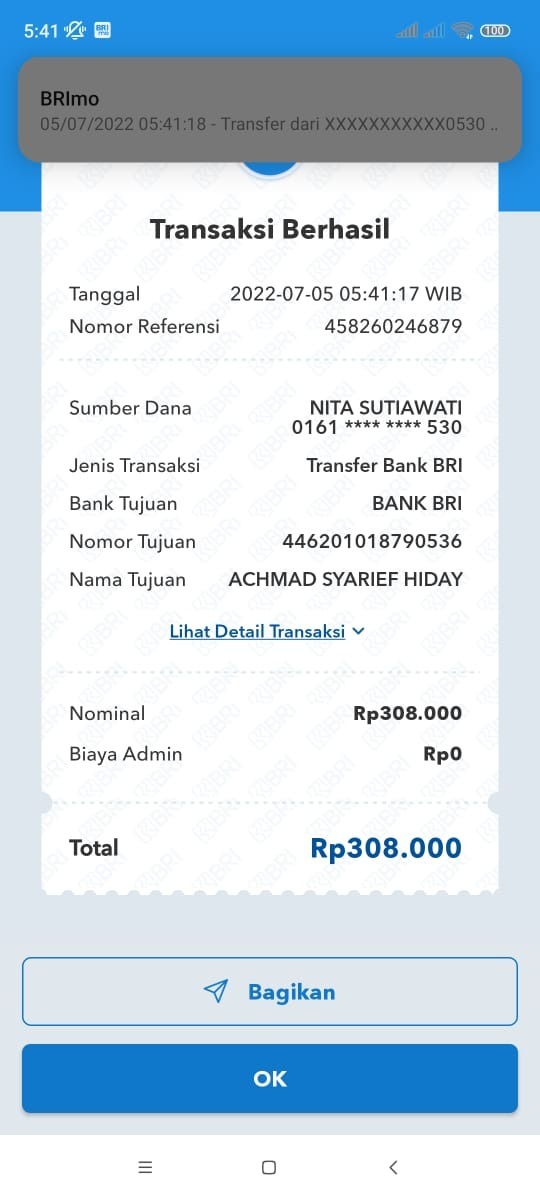 5:41 BRI mo 100
BRImo
05/07/2022 05:41:18 - Transfer dari XXXXXXXXXXX0530 ..
Transaksi Berhasil
Tanggal 2022-07-05 05:41:17 WIB
Nomor Referensi 458260246879
Sumber Dana NITA SUTIAWATI
0161 **** **** 530
Jenis Transaksi Transfer Bank BRI
Bank Tujuan BANK BRI
Nomor Tujuan 446201018790536
Nama Tujuan ACHMAD SYARIEF HIDAY
Lihat Detail Transaksi
Nominal Rp308.000
Biaya Admin Rp0
Total Rp308.000
Bagikan
OK